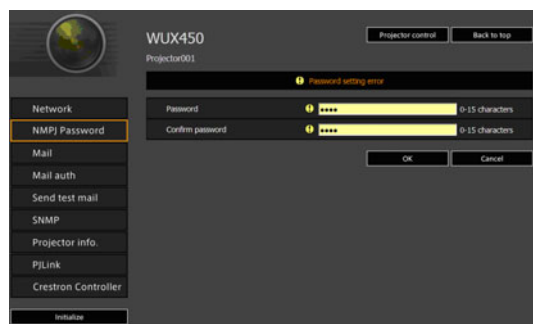 WUX450
Projector control
Back to top
Projector001
Password setting error
Network
NMPJ Password
Mail
Mail auth
Send test mail
SNMP
Projector info.
PJLink
Crestron Controller
Initialize
Password
•••• 0-15 characters
Confirm password
•••• 0-15 characters
OK
Cancel